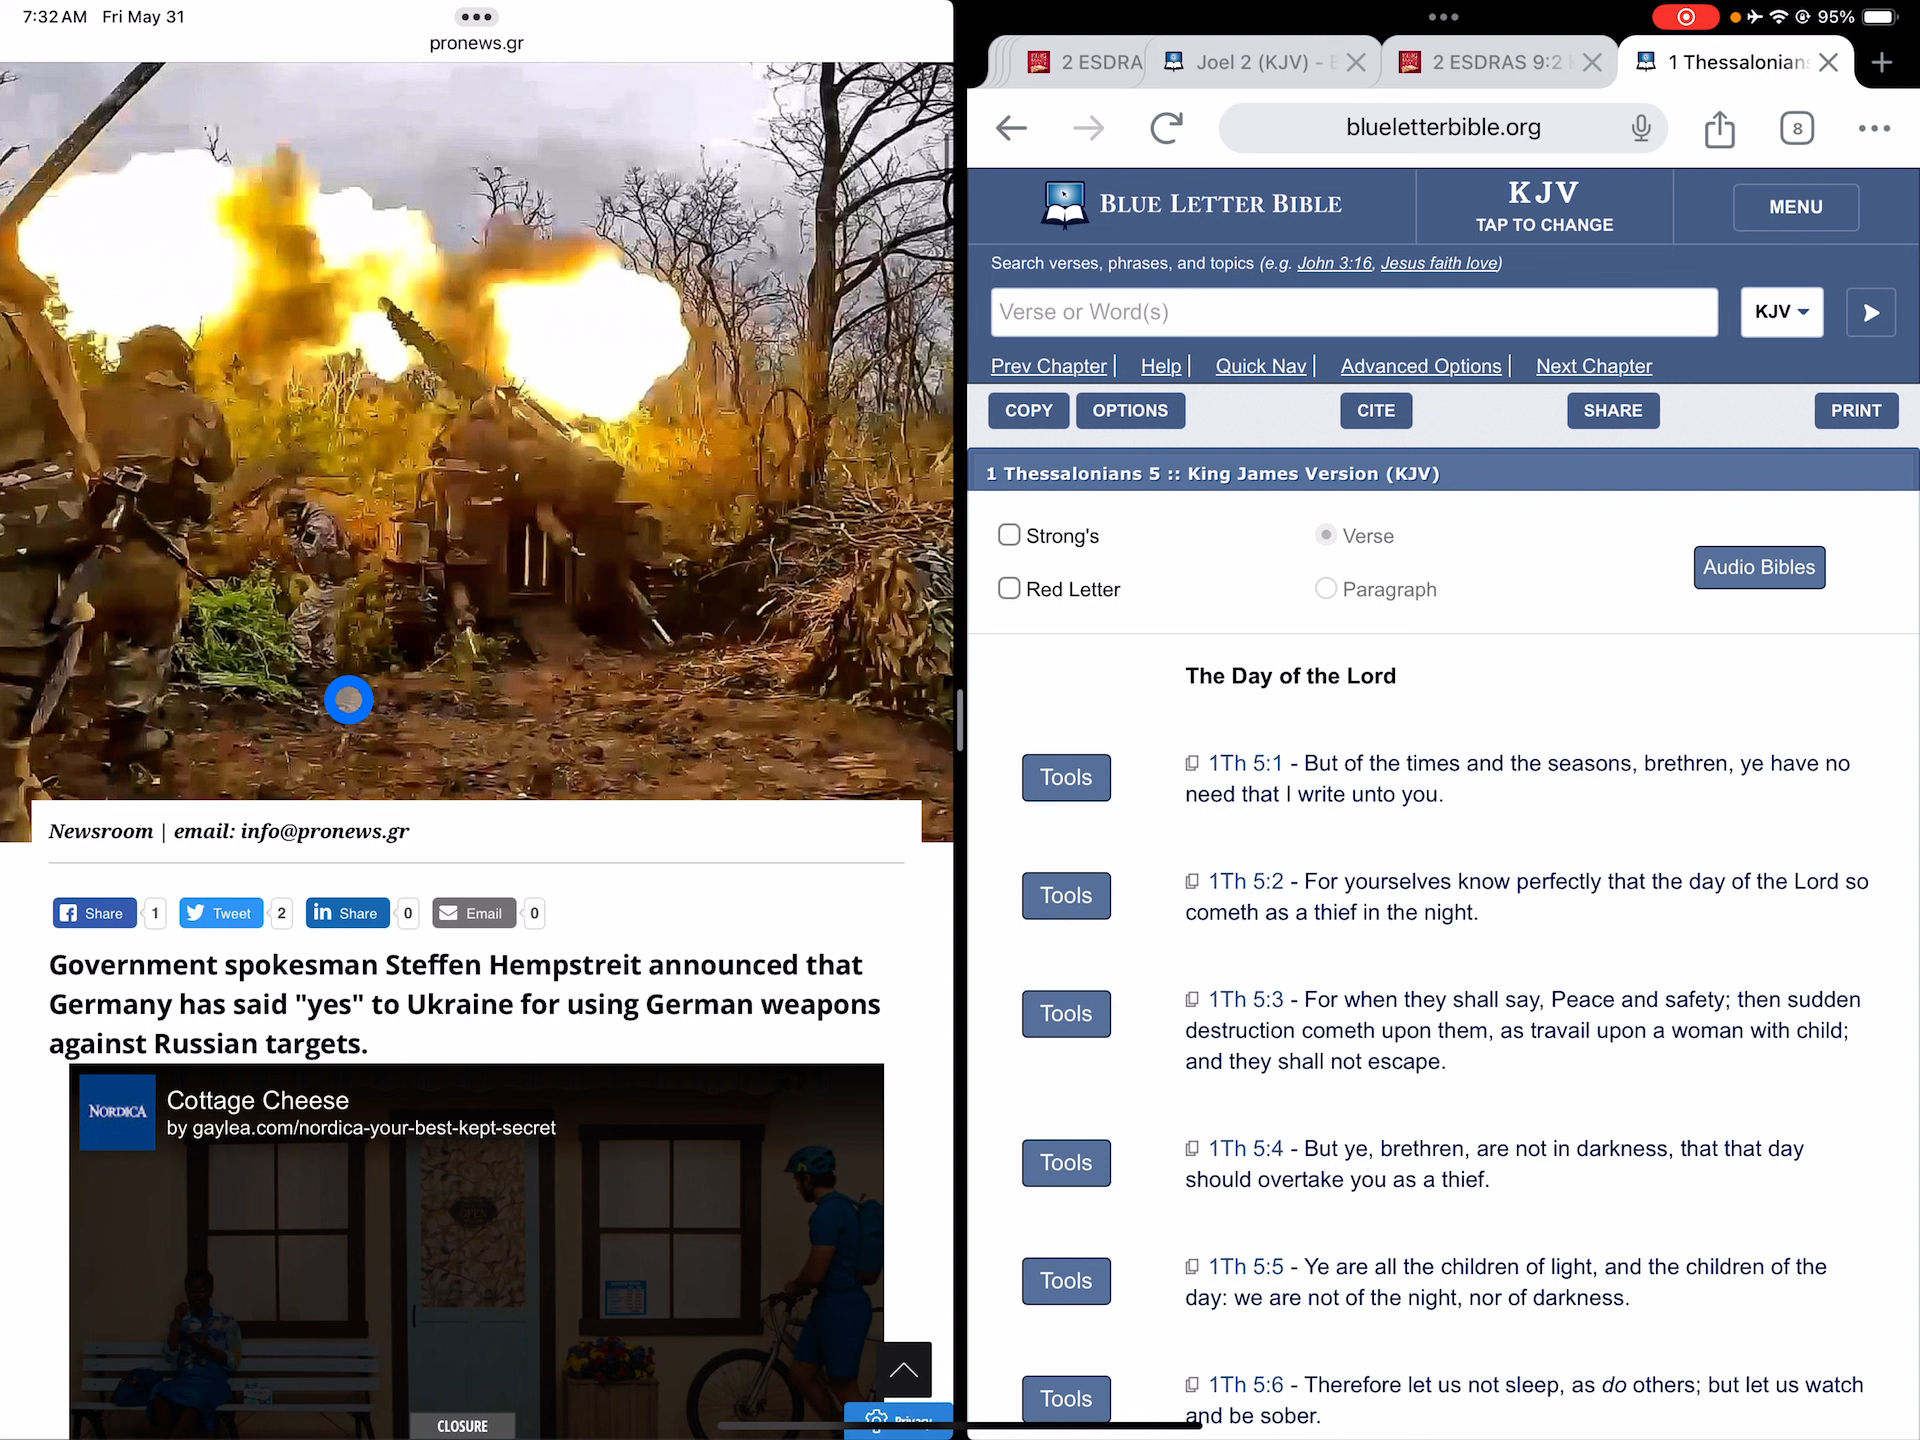 7:32 AM Fri May 31
pronews.gr
Newsroom | email: info@pronews.gr
Share 1 Tweet 2 Share 0 Email 0
Government spokesman Steffen Hempstreit announced that
Germany has said "yes" to Ukraine for using German weapons
against Russian targets.
NORDICA
Cottage Cheese
by gaylea.com/nordica-your-best-kept-secret
OPEN
CLOSURE
Privacy
95%
2 ESDRA
Joel 2 (KJV) -
2 ESDRAS 9:2
1 Thessalonian
blueletterbible.org
8
BLUE LETTER BIBLE
KJV
TAP TO CHANGE
MENU
Search verses, phrases, and topics (e.g. John 3:16, Jesus faith love)
Verse or Word(s)
KJV
Prev Chapter | Help | Quick Nav | Advanced Options | Next Chapter
COPY OPTIONS CITE SHARE PRINT
1 Thessalonians 5 :: King James Version (KJV)
Strong's Verse
Red Letter Paragraph
Audio Bibles
The Day of the Lord
Tools
1Th 5:1 - But of the times and the seasons, brethren, ye have no
need that I write unto you.
Tools
1Th 5:2 - For yourselves know perfectly that the day of the Lord so
cometh as a thief in the night.
Tools
1Th 5:3 - For when they shall say, Peace and safety; then sudden
destruction cometh upon them, as travail upon a woman with child;
and they shall not escape.
Tools
1Th 5:4 - But ye, brethren, are not in darkness, that that day
should overtake you as a thief.
Tools
1Th 5:5 - Ye are all the children of light, and the children of the
day: we are not of the night, nor of darkness.
Tools
1Th 5:6 - Therefore let us not sleep, as do others; but let us watch
and be sober.